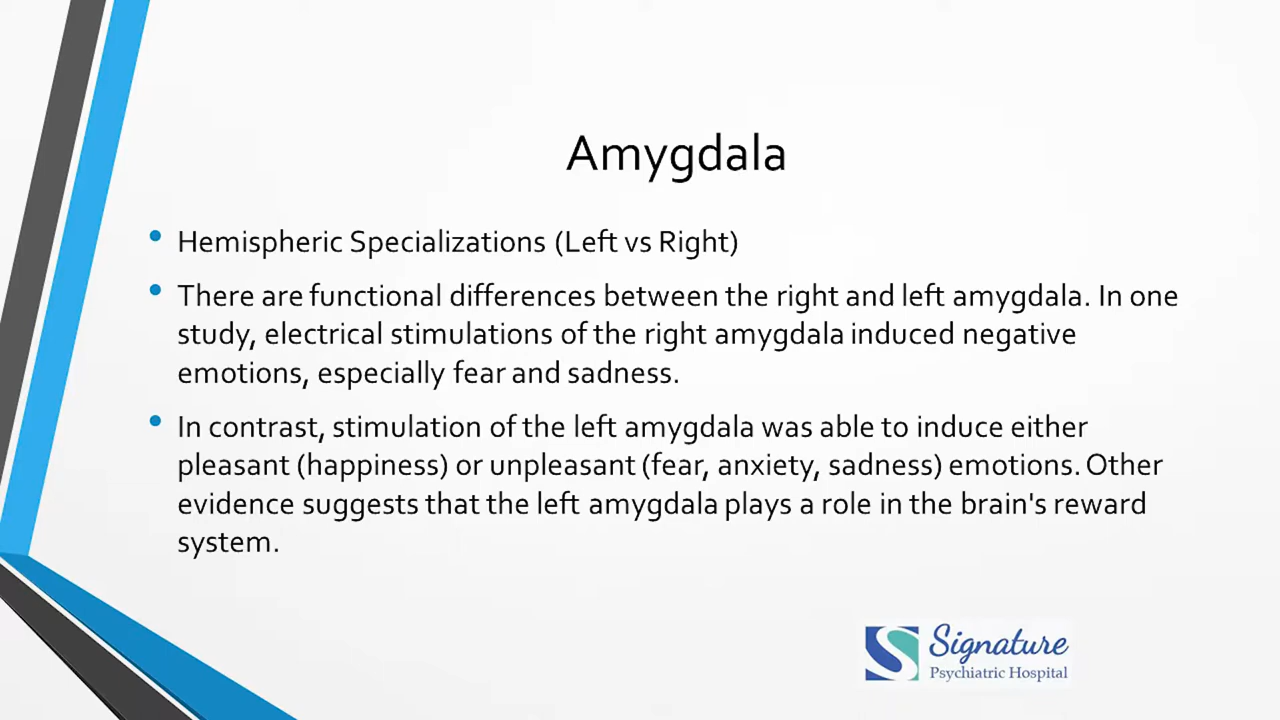 Amygdala
Hemispheric Specializations (Left vs Right)
There are functional differences between the right and left amygdala. In one
study, electrical stimulations of the right amygdala induced negative
emotions, especially fear and sadness.
In contrast, stimulation of the left amygdala was able to induce either
pleasant (happiness) or unpleasant (fear, anxiety, sadness) emotions. Other
evidence suggests that the left amygdala plays a role in the brain's reward
system.
Signature
Psychiatric Hospital